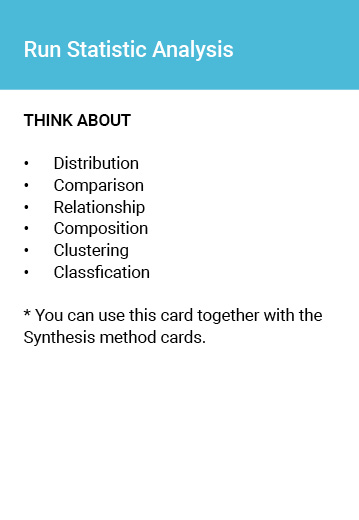 Run Statistic Analysis
THINK ABOUT
• Distribution
• Comparison
• Relationship
• Composition
• Clustering
• Classfication
* You can use this card together with the
Synthesis method cards.